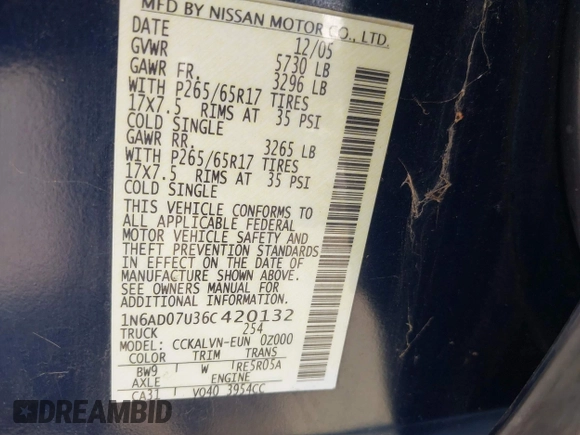 MFD BY NISSAN MOTOR CO., LTD.
DATE 12/05
GVWR 5730 LB
GAWR FR. 3296 LB
WITH P265/65R17 TIRES
17X7.5 RIMS AT 35 PSI
COLD SINGLE
GAWR RR. 3265 LB
WITH P265/65R17 TIRES
17X7.5 RIMS AT 35 PSI
COLD SINGLE
THIS VEHICLE CONFORMS TO
ALL APPLICABLE FEDERAL
MOTOR VEHICLE SAFETY AND
THEFT PREVENTION STANDARDS
IN EFFECT ON THE DATE OF
MANUFACTURE SHOWN ABOVE.
SEE OWNERS MANUAL FOR
ADDITIONAL INFORMATION.
1N6AD07U36C420132
TRUCK 254
MODEL: CCKALVN-EUN 0Z000
COLOR TRIM TRANS
BW9 W RE5R05A
AXLE ENGINE
CA31 VQ40 3954CC
DREAMBID